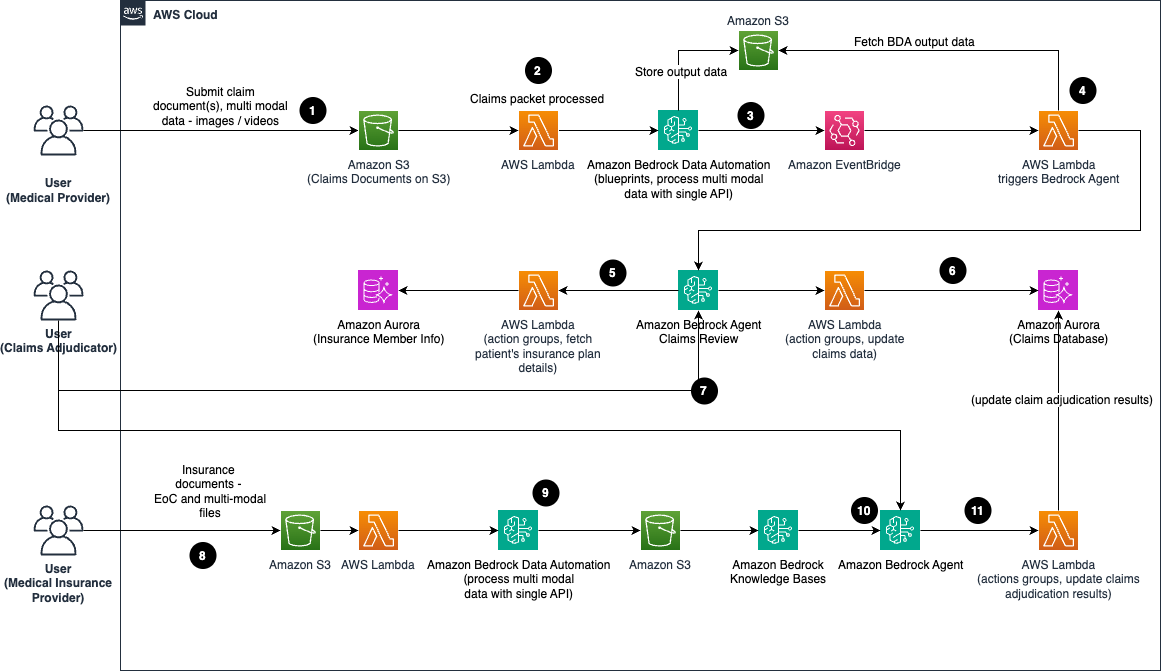 aws
AWS Cloud
Amazon S3
Fetch BDA output data
Store output data
2
Claims packet processed
Submit claim
document(s), multi modal
data - images / videos
1
3
4
User
(Medical Provider)
Amazon S3
(Claims Documents on S3)
AWS Lambda
Amazon Bedrock Data Automation
(blueprints, process multi modal
data with single API)
Amazon EventBridge
AWS Lambda
triggers Bedrock Agent
5
6
User
(Claims Adjudicator)
Amazon Aurora
(Insurance Member Info)
AWS Lambda
(action groups, fetch
patient's insurance plan
details)
Amazon Bedrock Agent
Claims Review
AWS Lambda
(action groups, update
claims data)
Amazon Aurora
(Claims Database)
7
(update claim adjudication results)
Insurance
documents -
EoC and multi-modal
files
8
9
10
11
User
(Medical Insurance
Provider)
Amazon S3
AWS Lambda
Amazon Bedrock Data Automation
(process multi modal
data with single API)
Amazon S3
Amazon Bedrock
Knowledge Bases
Amazon Bedrock Agent
AWS Lambda
(actions groups, update claims
adjudication results)